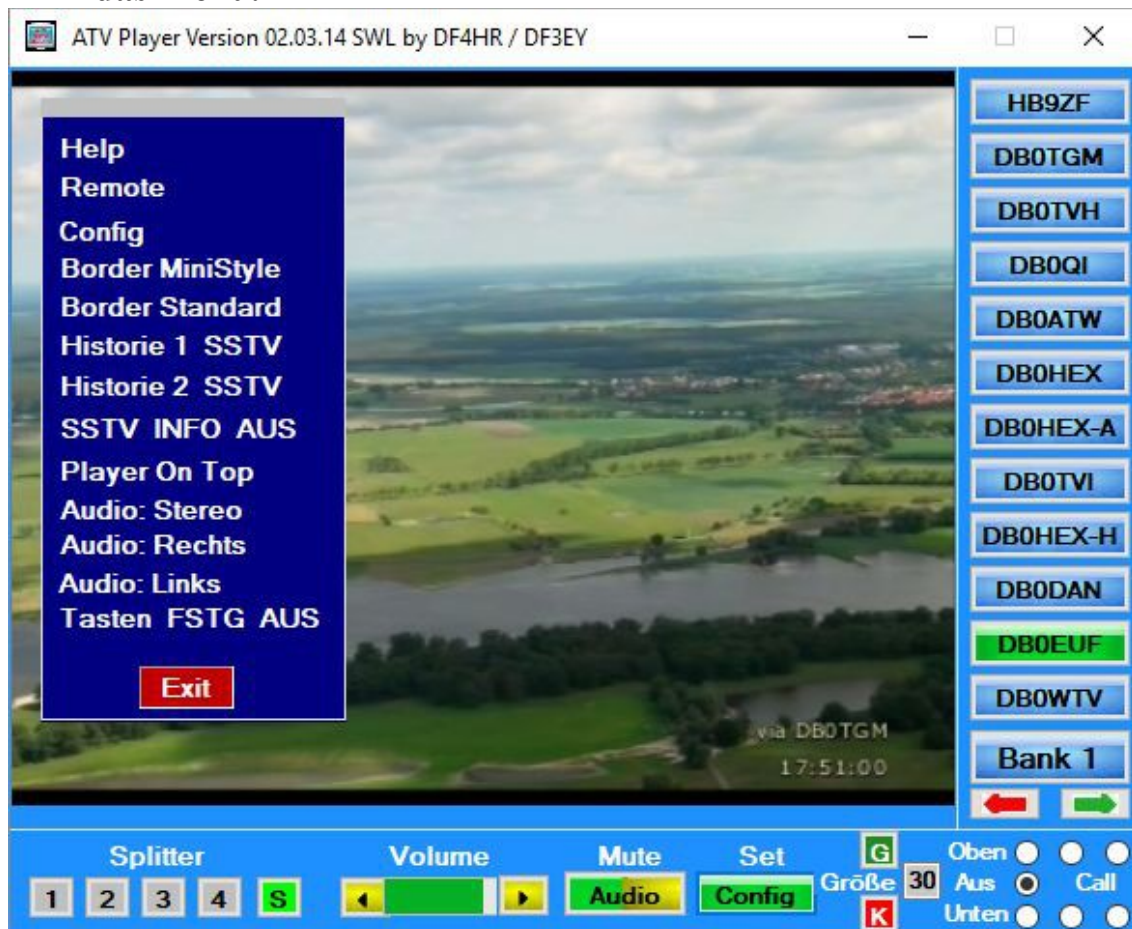 ATV Player Version 02.03.14 SWL by DF4HR / DF3EY
Help
Remote
Config
Border MiniStyle
Border Standard
Historie 1 SSTV
Historie 2 SSTV
SSTV INFO AUS
Player On Top
Audio: Stereo
Audio: Rechts
Audio: Links
Tasten FSTG AUS
Exit
via DB0TGM
17:51:00
HB9ZF
DB0TGM
DB0TVH
DB0QI
DB0ATW
DB0HEX
DB0HEX-A
DB0TVI
DB0HEX-H
DB0DAN
DB0EUF
DB0WTV
Bank 1
Splitter
1 2 3 4 S
Volume
Mute
Audio
Set
Config
G
Größe 30
K
Oben
Aus Call
Unten